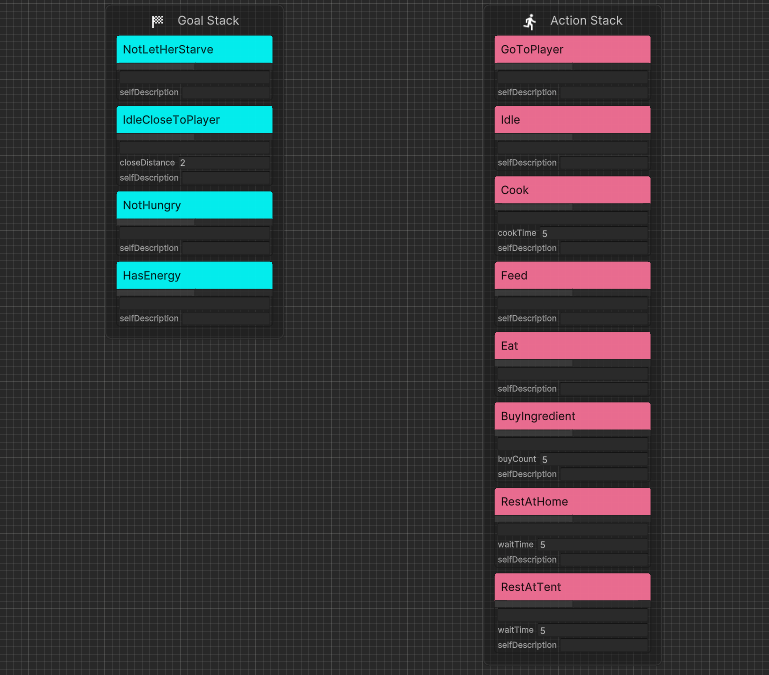 Goal Stack
NotLetHerStarve
selfDescription
IdleCloseToPlayer
closeDistance 2
selfDescription
NotHungry
selfDescription
HasEnergy
selfDescription
Action Stack
GoToPlayer
selfDescription
Idle
selfDescription
Cook
cookTime 5
selfDescription
Feed
selfDescription
Eat
selfDescription
BuyIngredient
buyCount 5
selfDescription
RestAtHome
waitTime 5
selfDescription
RestAtTent
waitTime 5
selfDescription